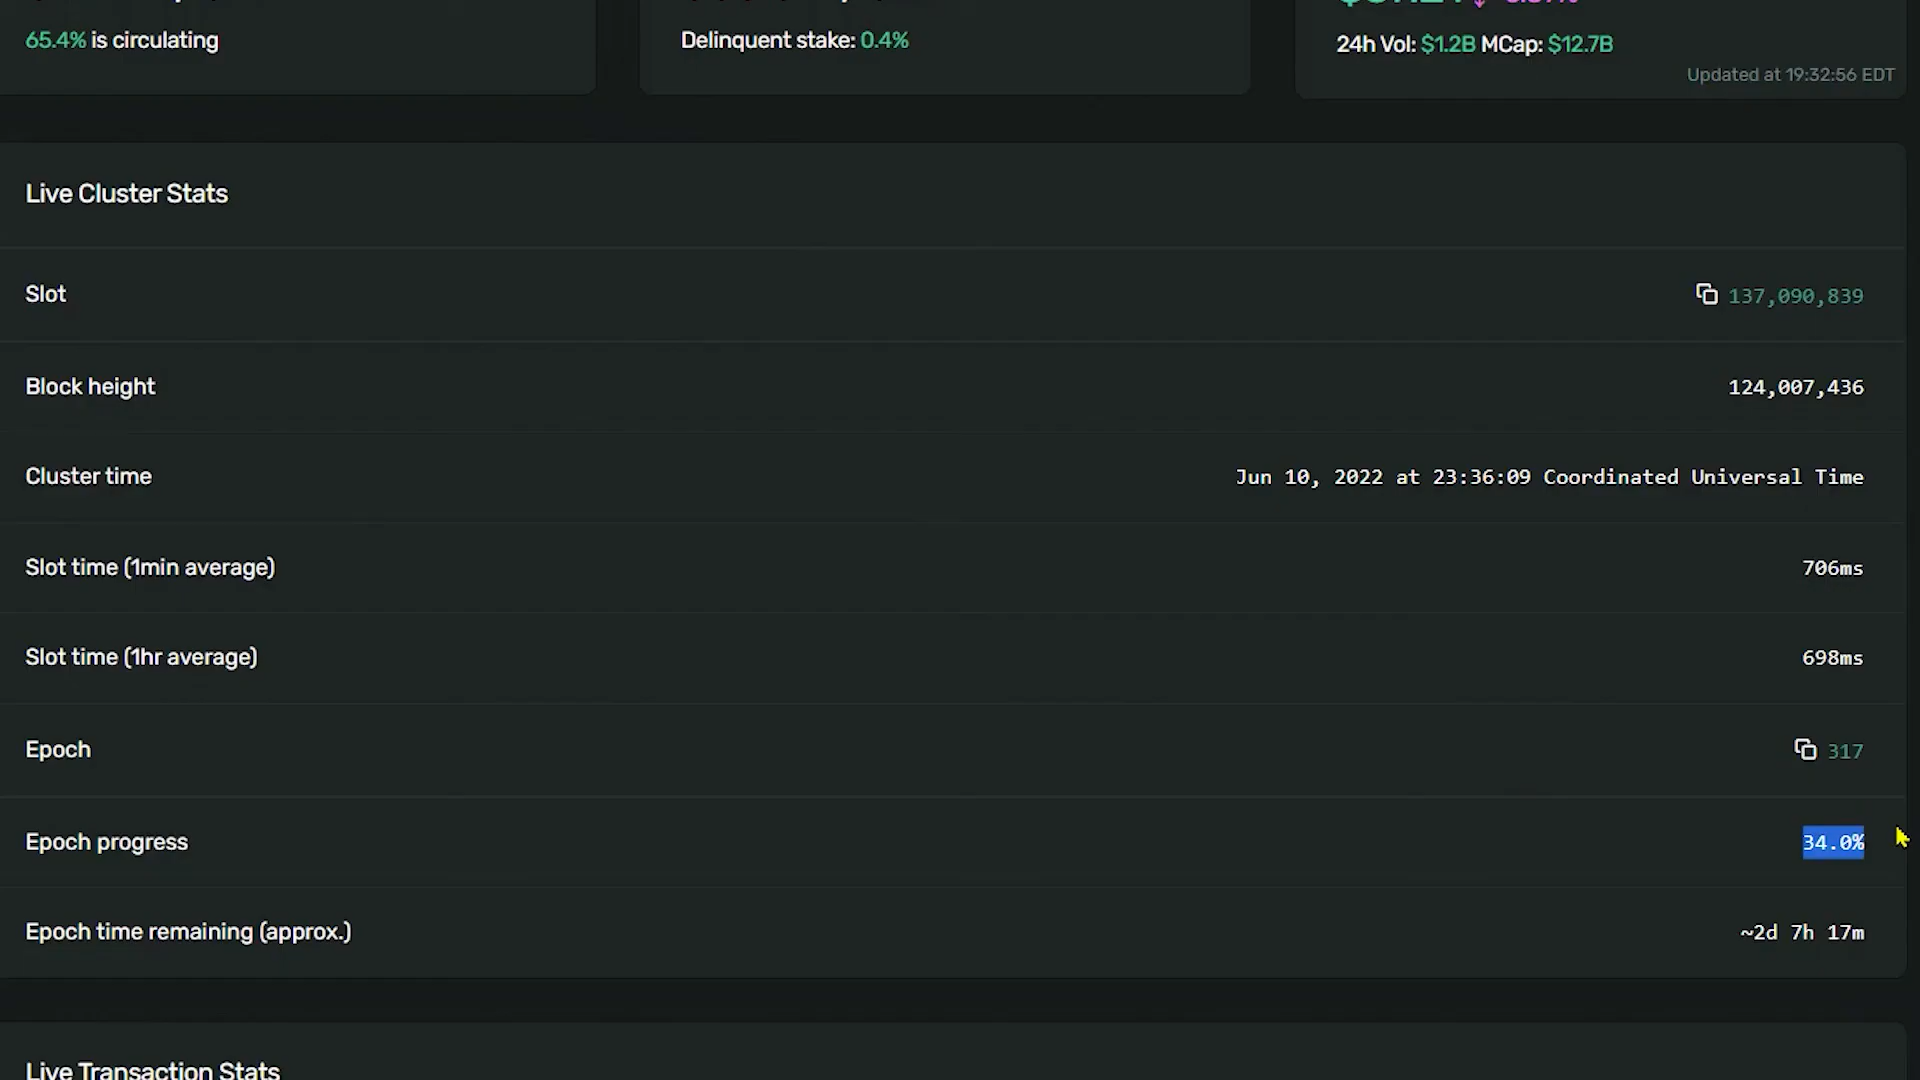 65.4% is circulating
Delinquent stake: 0.4%
24h Vol: $1.2B MCap: $12.7B
Updated at 19:32:56 EDT
Live Cluster Stats
Slot 137,090,839
Block height 124,007,436
Cluster time Jun 10, 2022 at 23:36:09 Coordinated Universal Time
Slot time (1min average) 706ms
Slot time (1hr average) 698ms
Epoch 317
Epoch progress 34.0%
Epoch time remaining (approx.) ~2d 7h 17m
Live Transaction Stats